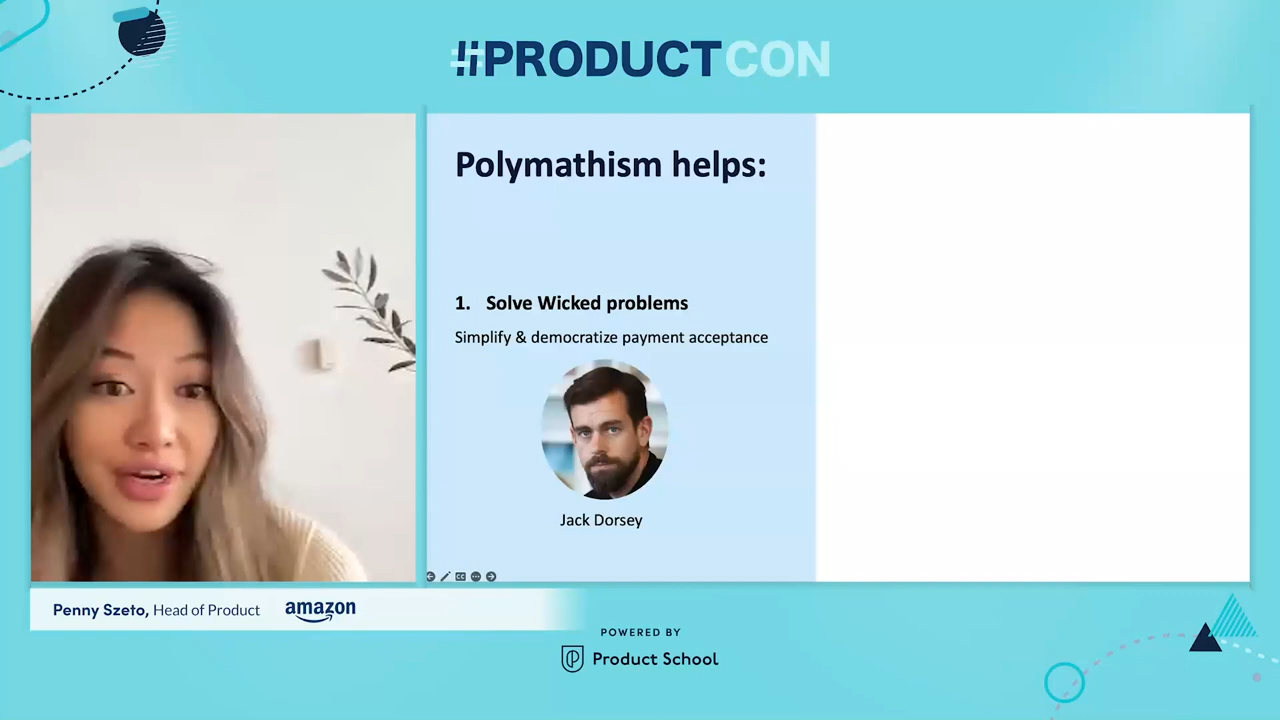 #PRODUCTCON
Polymathism helps:
1. Solve Wicked problems
Simplify & democratize payment acceptance
Jack Dorsey
Penny Szeto, Head of Product amazon
POWERED BY
Product School